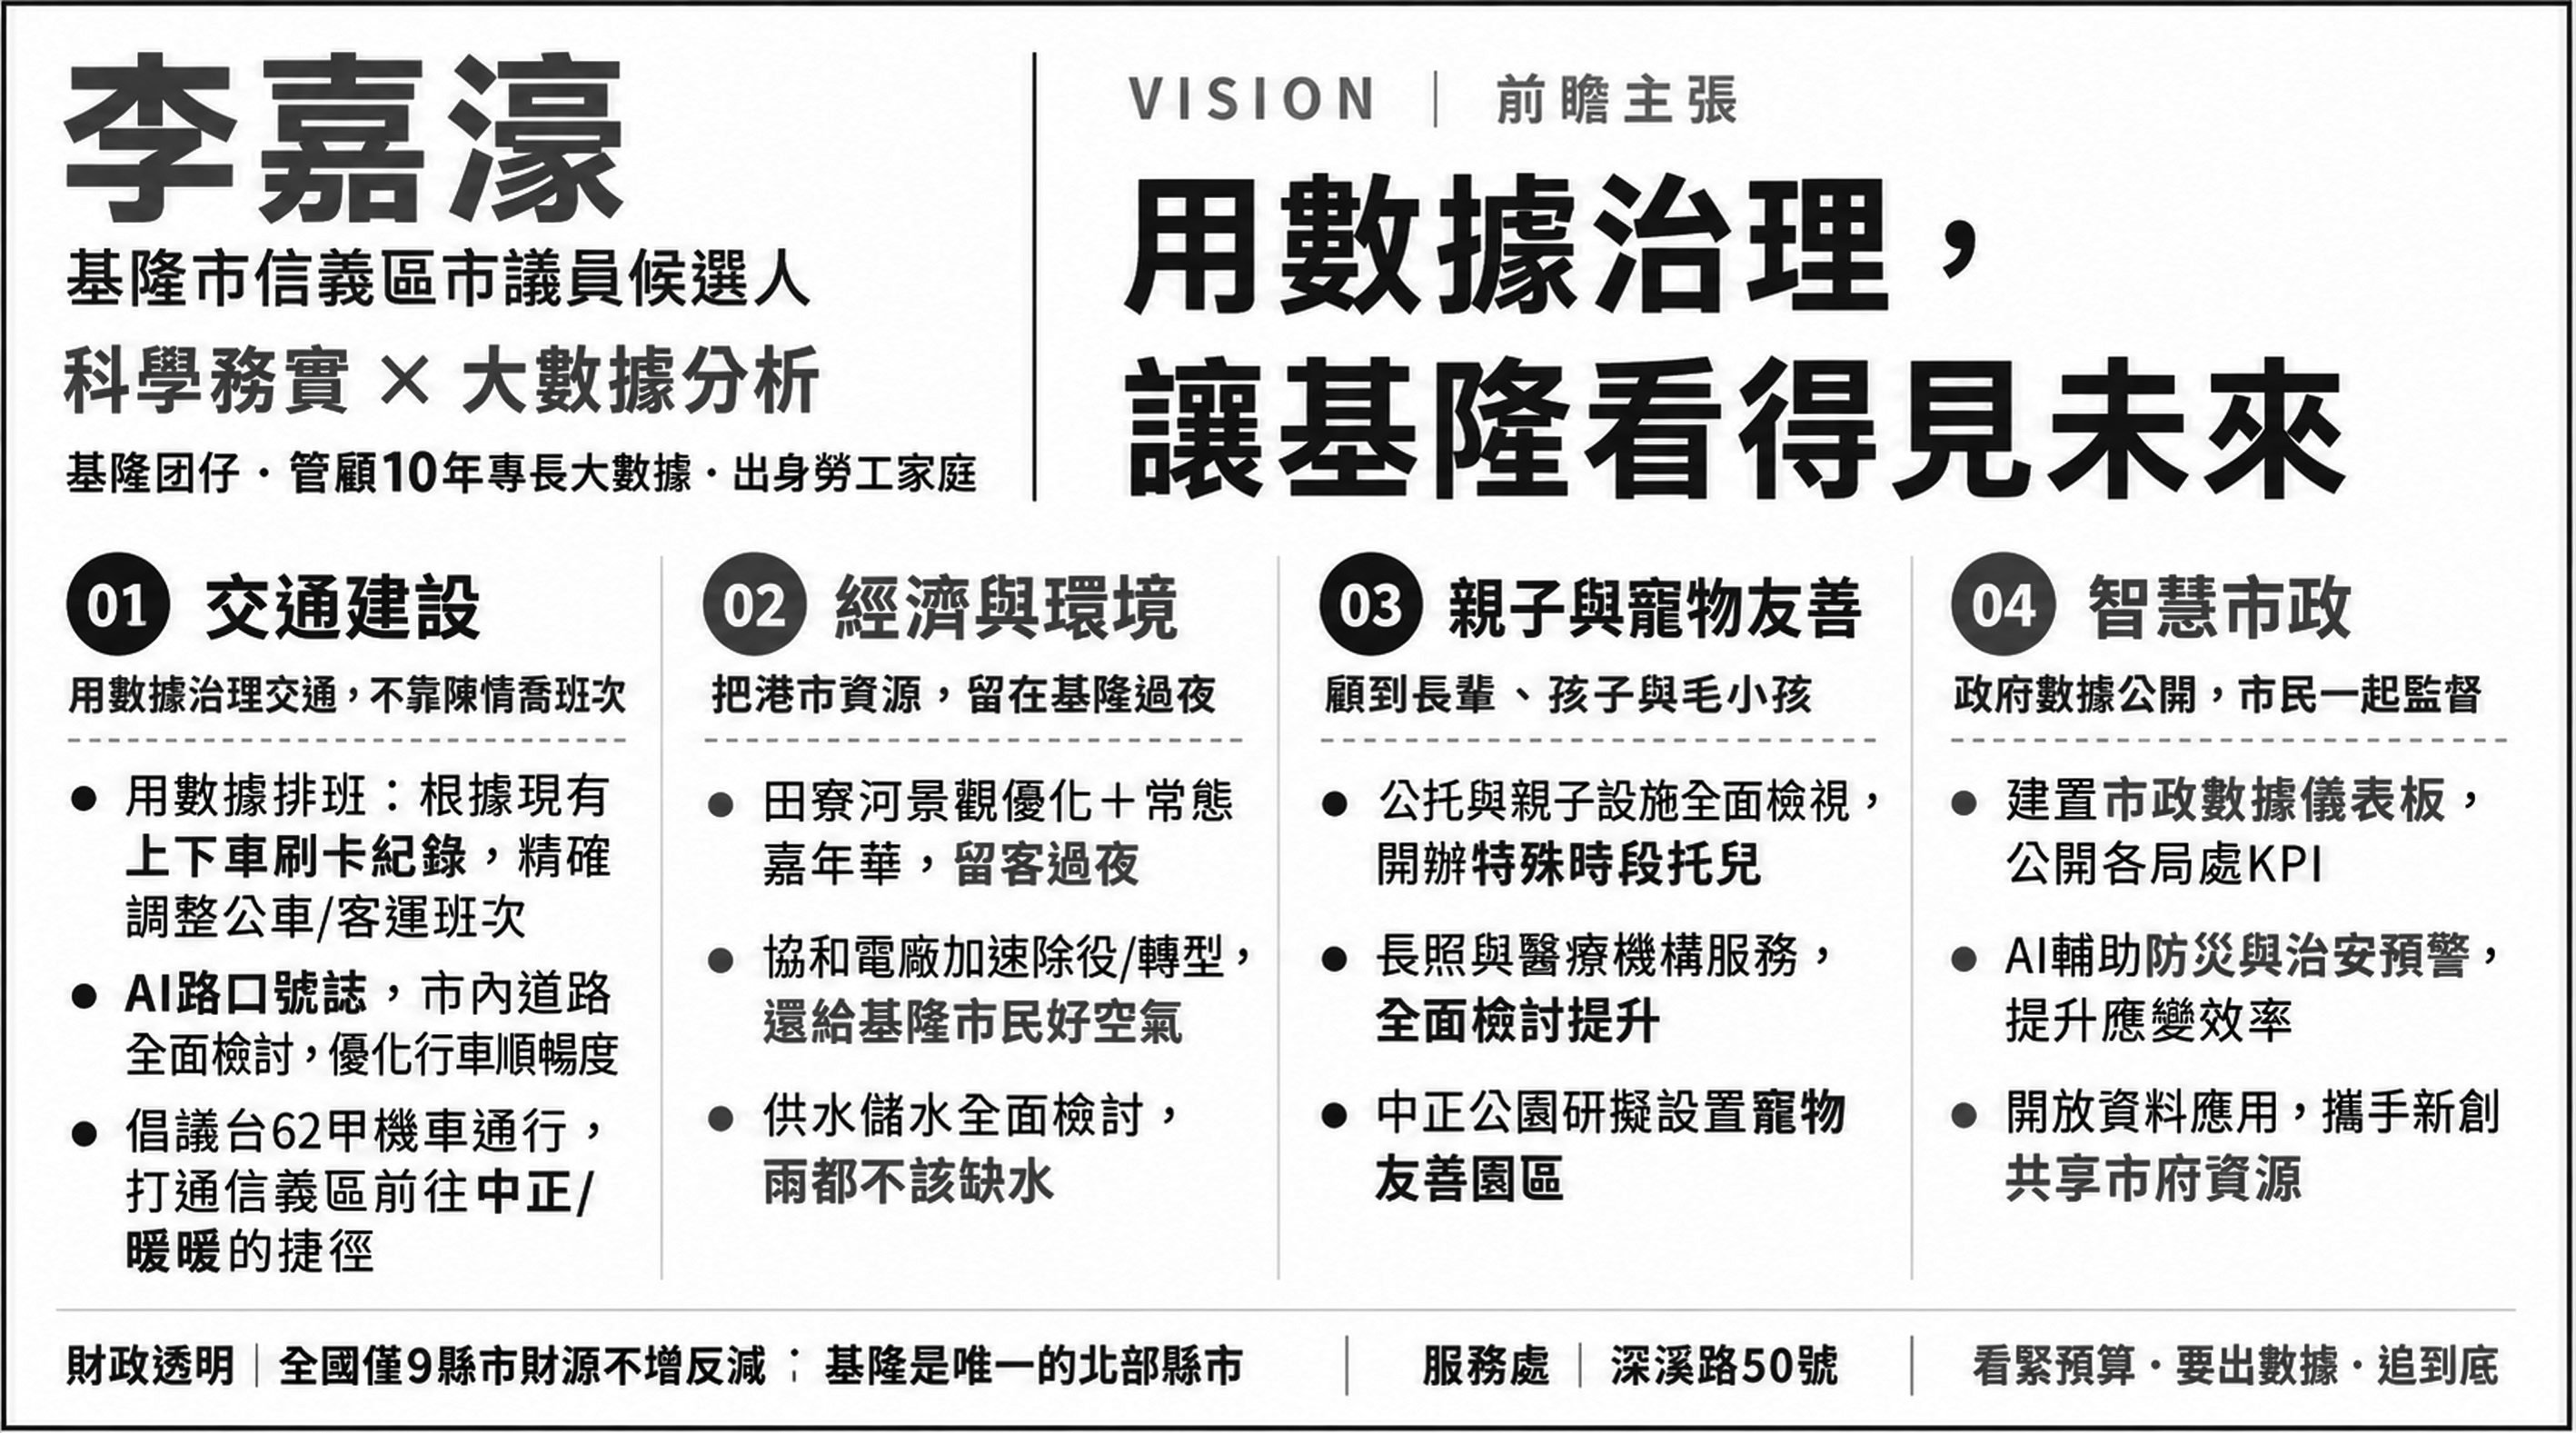 李嘉濠
基隆市信義區市議員候選人
科學務實 × 大數據分析
基隆団仔·管顧10年專長大數據·出身勞工家庭
VISION | 前瞻主張
用數據治理，
讓基隆看得見未來
01 交通建設
用數據治理交通，不靠陳情喬班次
● 用數據排班：根據現有
上下車刷卡紀錄，精確
調整公車/客運班次
● AI路口號誌，市內道路
全面檢討，優化行車順暢度
● 倡議台62甲機車通行，
打通信義區前往中正/
暖暖的捷徑
02 經濟與環境
把港市資源，留在基隆過夜
● 田寮河景觀優化＋常態
嘉年華，留客過夜
● 協和電廠加速除役/轉型，
還給基隆市民好空氣
● 供水儲水全面檢討，
雨都不該缺水
03 親子與寵物友善
顧到長輩、孩子與毛小孩
● 公托與親子設施全面檢視，
開辦特殊時段托兒
● 長照與醫療機構服務，
全面檢討提升
● 中正公園研擬設置寵物
友善園區
04 智慧市政
政府數據公開，市民一起監督
● 建置市政數據儀表板，
公開各局處KPI
● AI輔助防災與治安預警，
提升應變效率
● 開放資料應用，攜手新創
共享市府資源
財政透明 | 全國僅9縣市財源不增反減；基隆是唯一的北部縣市 | 服務處 | 深溪路50號 | 看緊預算·要出數據·追到底